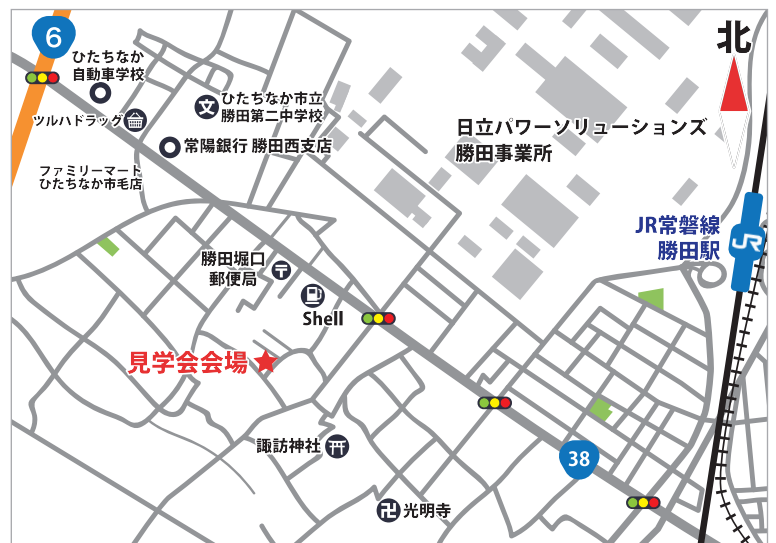 6
ひたちなか
自動車学校
北
ひたちなか市立
勝田第二中学校
文
ツルハドラッグ
日立パワーソリューションズ
勝田事業所
常陽銀行 勝田西支店
ファミリーマート
ひたちなか市毛店
JR常磐線
勝田駅
JR
勝田堀口
郵便局
Shell
見学会会場
諏訪神社
38
光明寺